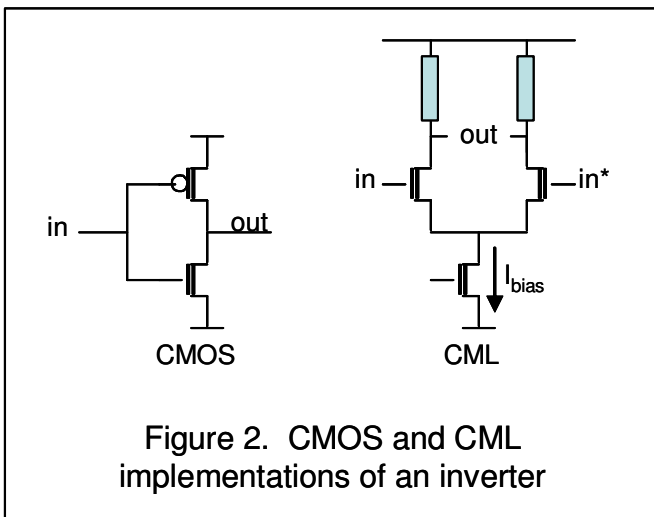 in
out
CMOS
out
in
in*
Ibias
CML
Figure 2. CMOS and CML
implementations of an inverter